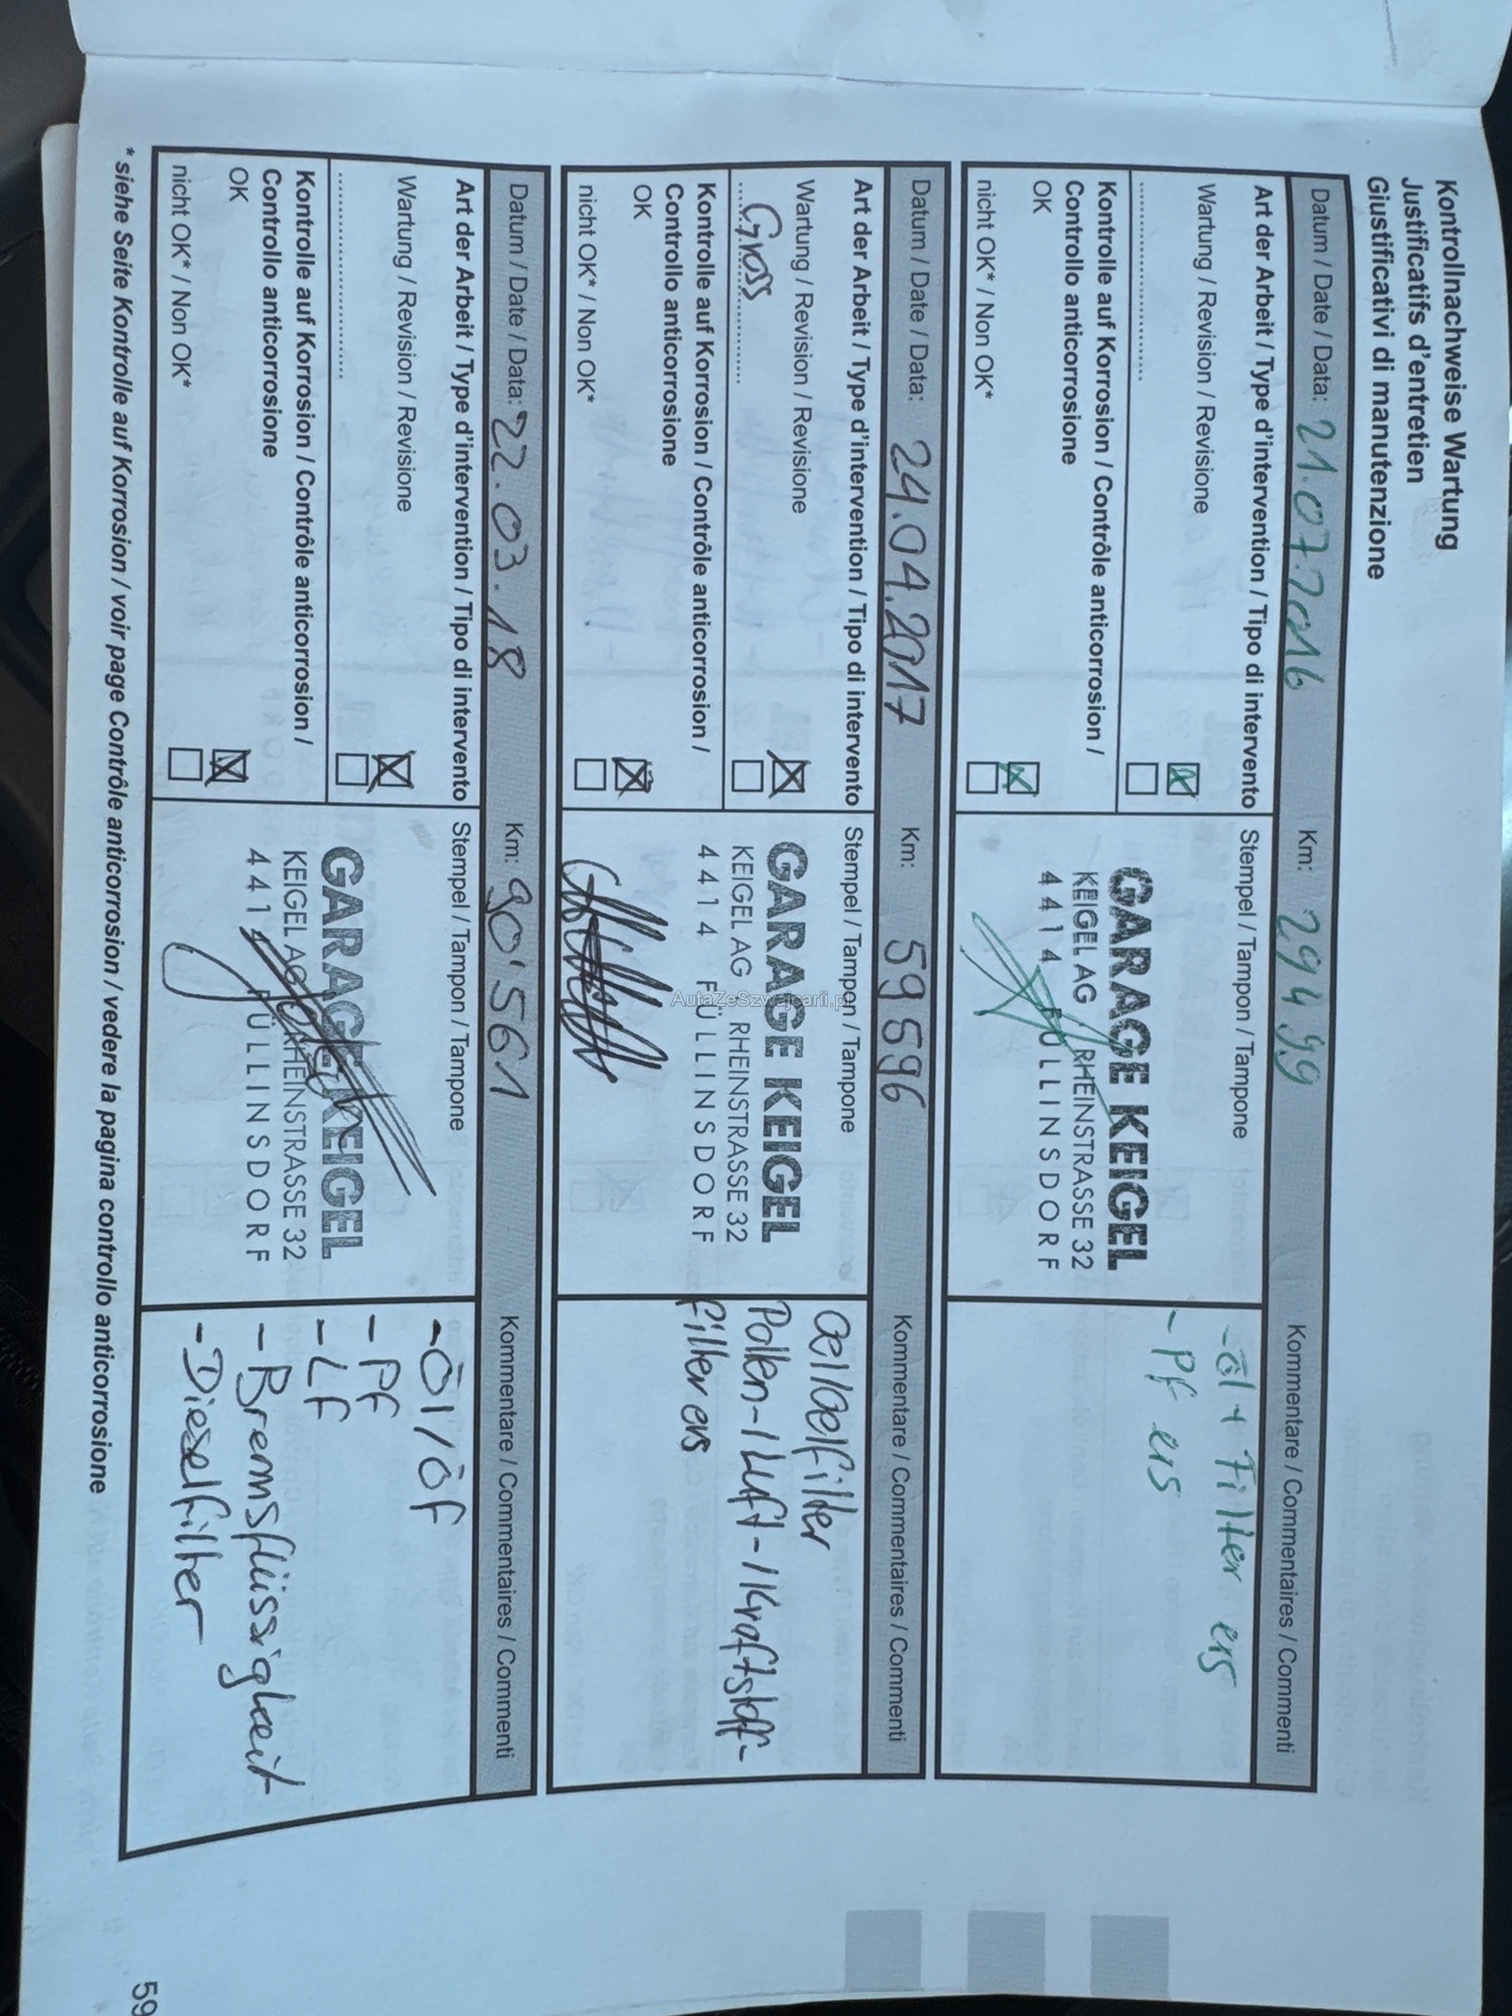 Kontrollnachweise Wartung
Justificatifs d'entretien
Giustificativi di manutenzione
Datum / Date / Data: 21.07.2016 Km: 29499 Kommentare / Commentaires / Commenti
Art der Arbeit / Type d'intervention / Tipo di intervento
Wartung / Revision / Revisione
Kontrolle auf Korrosion / Contrôle anticorrosion /
Controllo anticorrosione
OK
nicht OK* / Non OK*
Stempel / Tampon / Tampone
GARAGE KEIGEL
KEIGEL AG RHEINSTRASSE 32
4414 FÜLLINSDORF
- Öl + Filter ers
- Pf ers
Datum / Date / Data: 24.04.2017 Km: 59596 Kommentare / Commentaires / Commenti
Art der Arbeit / Type d'intervention / Tipo di intervento
Wartung / Revision / Revisione
Gross
Kontrolle auf Korrosion / Contrôle anticorrosion /
Controllo anticorrosione
OK
nicht OK* / Non OK*
Stempel / Tampon / Tampone
GARAGE KEIGEL
KEIGEL AG RHEINSTRASSE 32
4414 FÜLLINSDORF
Oel/oelfilter
Pollen-/Luft-/Kraftstoff-
filter ers
Datum / Date / Data: 22.03.18 Km: 90'561 Kommentare / Commentaires / Commenti
Art der Arbeit / Type d'intervention / Tipo di intervento
Wartung / Revision / Revisione
Kontrolle auf Korrosion / Contrôle anticorrosion /
Controllo anticorrosione
OK
nicht OK* / Non OK*
Stempel / Tampon / Tampone
GARAGE KEIGEL
KEIGEL AG RHEINSTRASSE 32
4414 FÜLLINSDORF
- Öl / Öf
- Pf
- Lf
- Bremsflüssigkeit
- Dieselfilter
* siehe Seite Kontrolle auf Korrosion / voir page Contrôle anticorrosion / vedere la pagina controllo anticorrosione
59
AutaZeSzwajcarii.pl